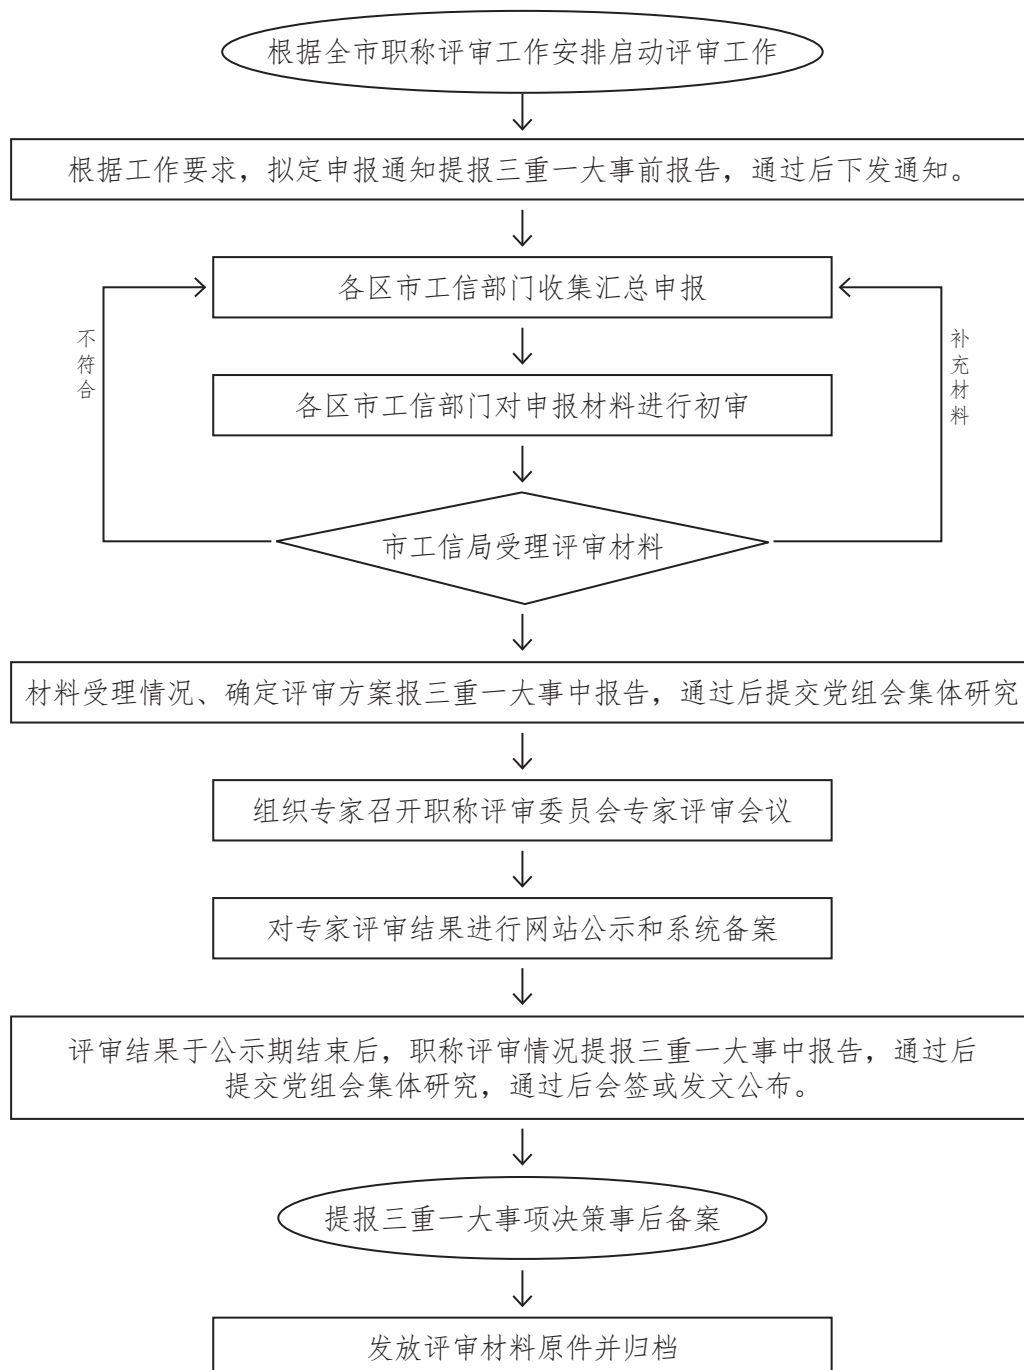 根据全市职称评审工作安排启动评审工作
根据工作要求，拟定申报通知提报三重一大事前报告，通过后下发通知。
各区市工信部门收集汇总申报
不符合
补充材料
各区市工信部门对申报材料进行初审
市工信局受理评审材料
材料受理情况、确定评审方案报三重一大事中报告，通过后提交党组会集体研究
组织专家召开职称评审委员会专家评审会议
对专家评审结果进行网站公示和系统备案
评审结果于公示期结束后，职称评审情况提报三重一大事中报告，通过后
提交党组会集体研究，通过后会签或发文公布。
提报三重一大事项决策事后备案
发放评审材料原件并归档